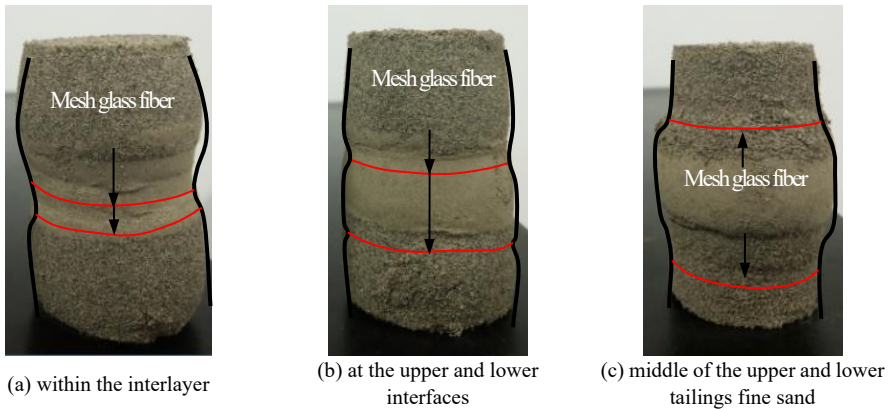 Mesh glass fiber
Mesh glass fiber
Mesh glass fiber
(a) within the interlayer
(b) at the upper and lower
interfaces
(c) middle of the upper and lower
tailings fine sand